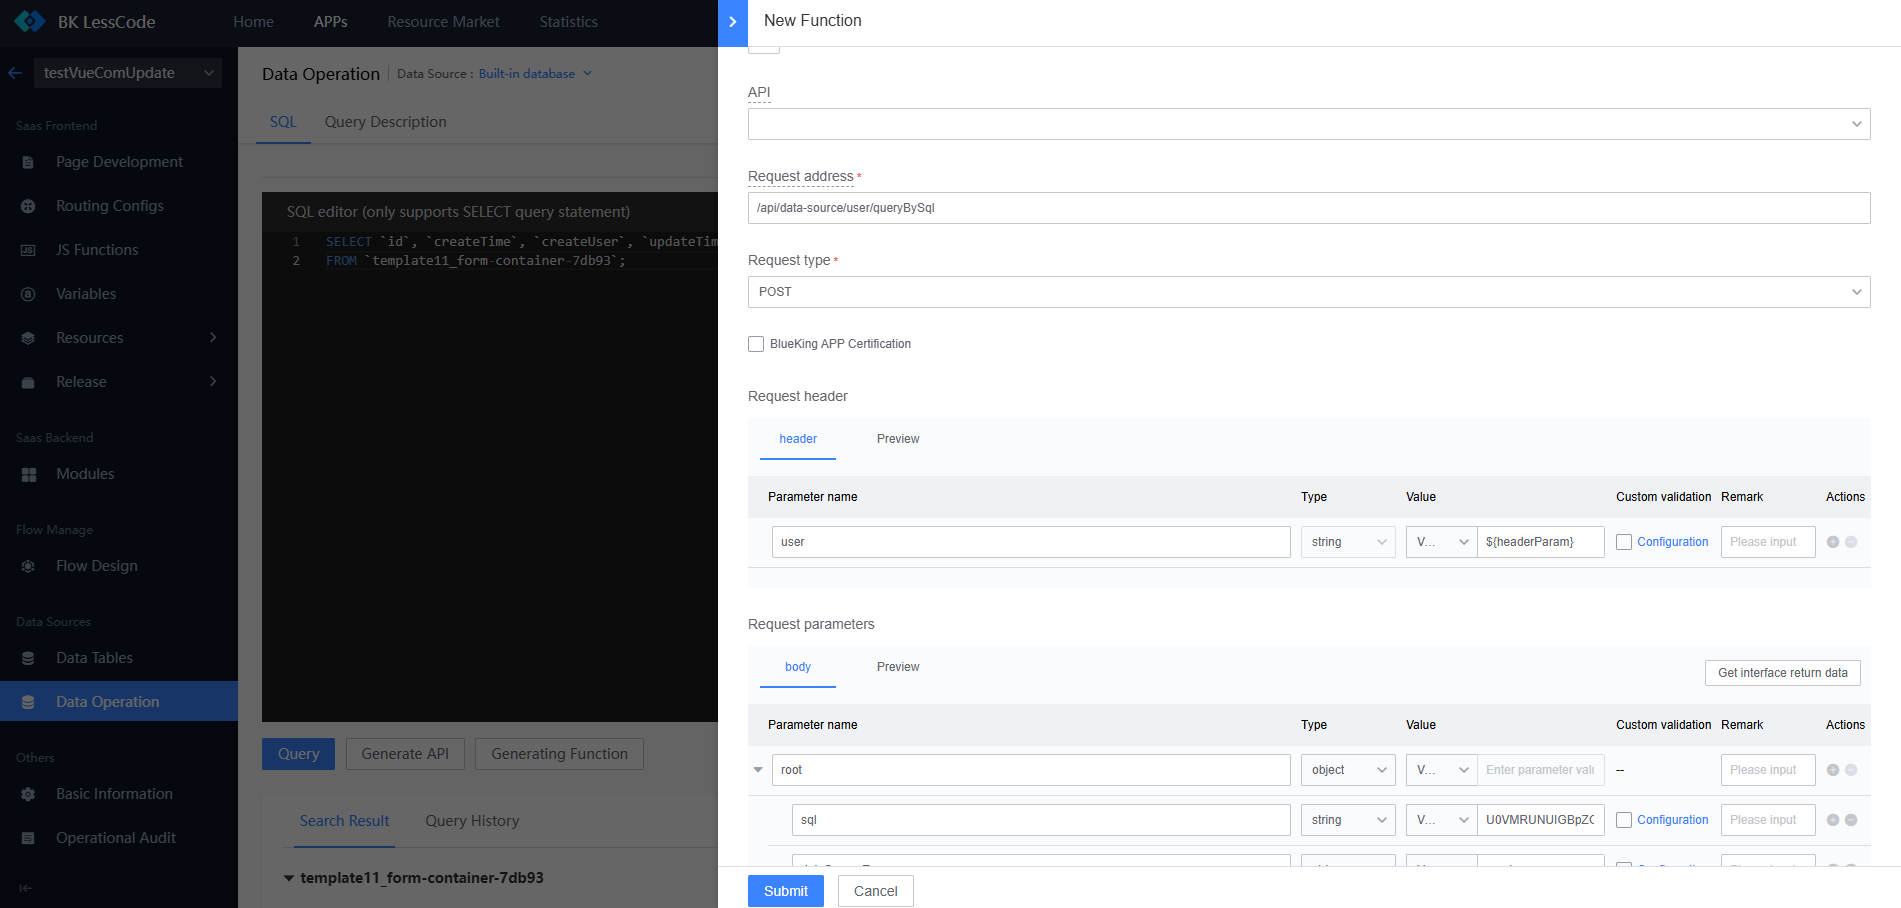 BK LessCode
Home
APPs
Resource Market
Statistics
testVueComUpdate
Saas Frontend
Page Development
Routing Configs
JS Functions
Variables
Resources
Release
Saas Backend
Modules
Flow Manage
Flow Design
Data Sources
Data Tables
Data Operation
Others
Basic Information
Operational Audit
Data Operation
Data Source : Built-in database
SQL
Query Description
SQL editor (only supports SELECT query statement)
1 SELECT `id`, `createTime`, `createUser`, `updateTim
2 FROM `template11_form-container-7db93`;
Query
Generate API
Generating Function
Search Result
Query History
template11_form-container-7db93
New Function
API
Request address *
/api/data-source/user/queryBySql
Request type *
POST
BlueKing APP Certification
Request header
header
Preview
Parameter name Type Value Custom validation Remark Actions
user string V... ${headerParam} Configuration Please input
Request parameters
body
Preview
Get interface return data
Parameter name Type Value Custom validation Remark Actions
root object V... Enter parameter valu -- Please input
sql string V... U0VMRUNUIGBpZC Configuration Please input
Submit
Cancel